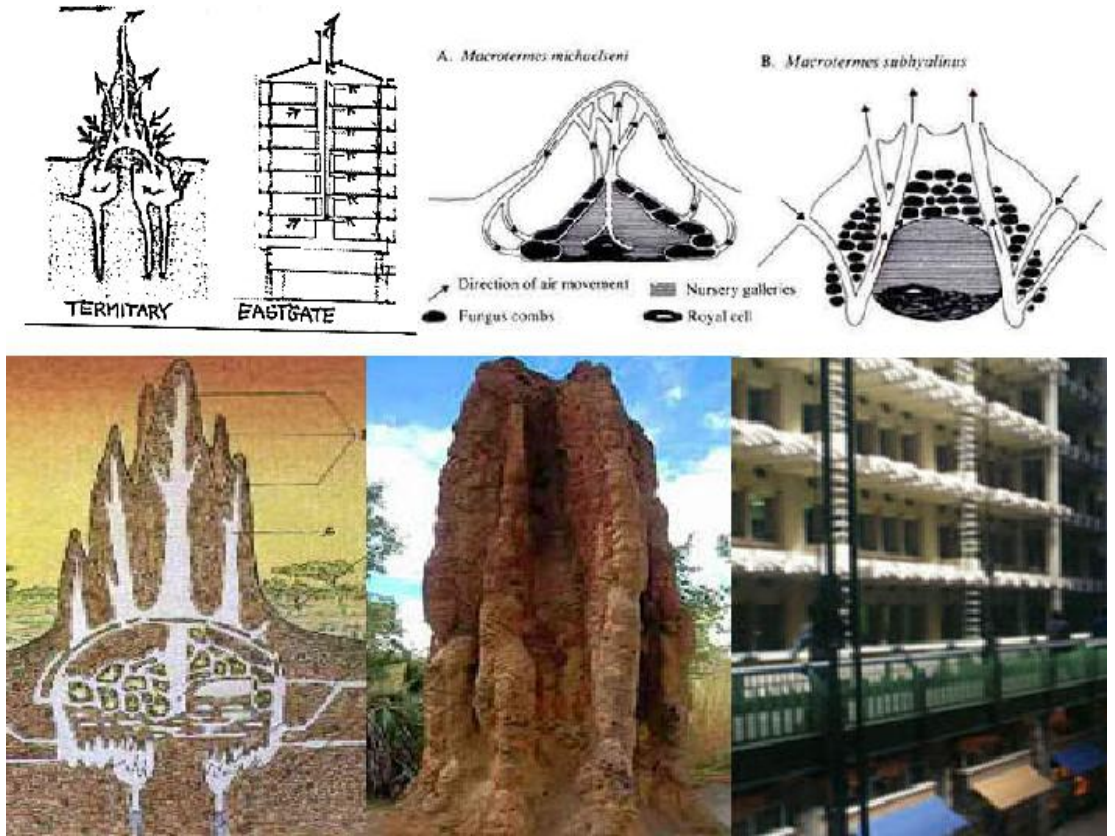 TERMITARY
EASTGATE
A. Macrotermes michaelseni
B. Macrotermes subhyalinus
Direction of air movement
Nursery galleries
Fungus combs
Royal cell